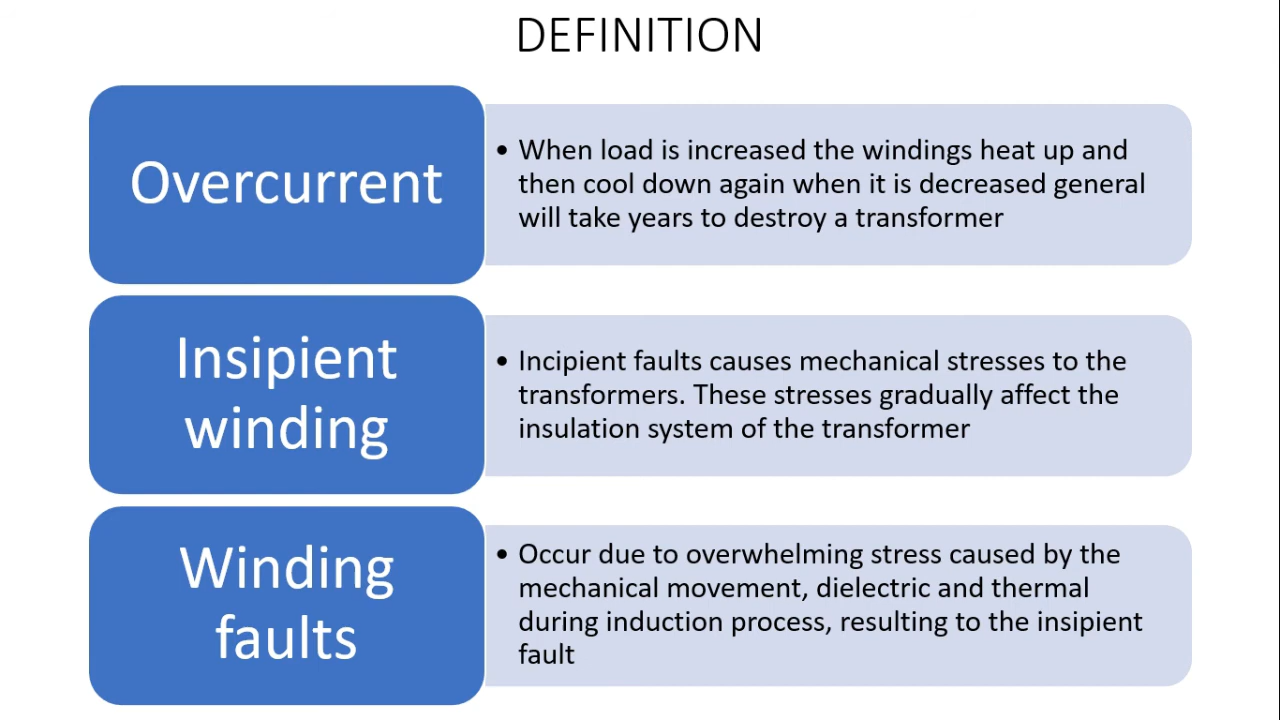 DEFINITION
Overcurrent
• When load is increased the windings heat up and
then cool down again when it is decreased general
will take years to destroy a transformer
Insipient
winding
• Incipient faults causes mechanical stresses to the
transformers. These stresses gradually affect the
insulation system of the transformer
Winding
faults
• Occur due to overwhelming stress caused by the
mechanical movement, dielectric and thermal
during induction process, resulting to the insipient
fault